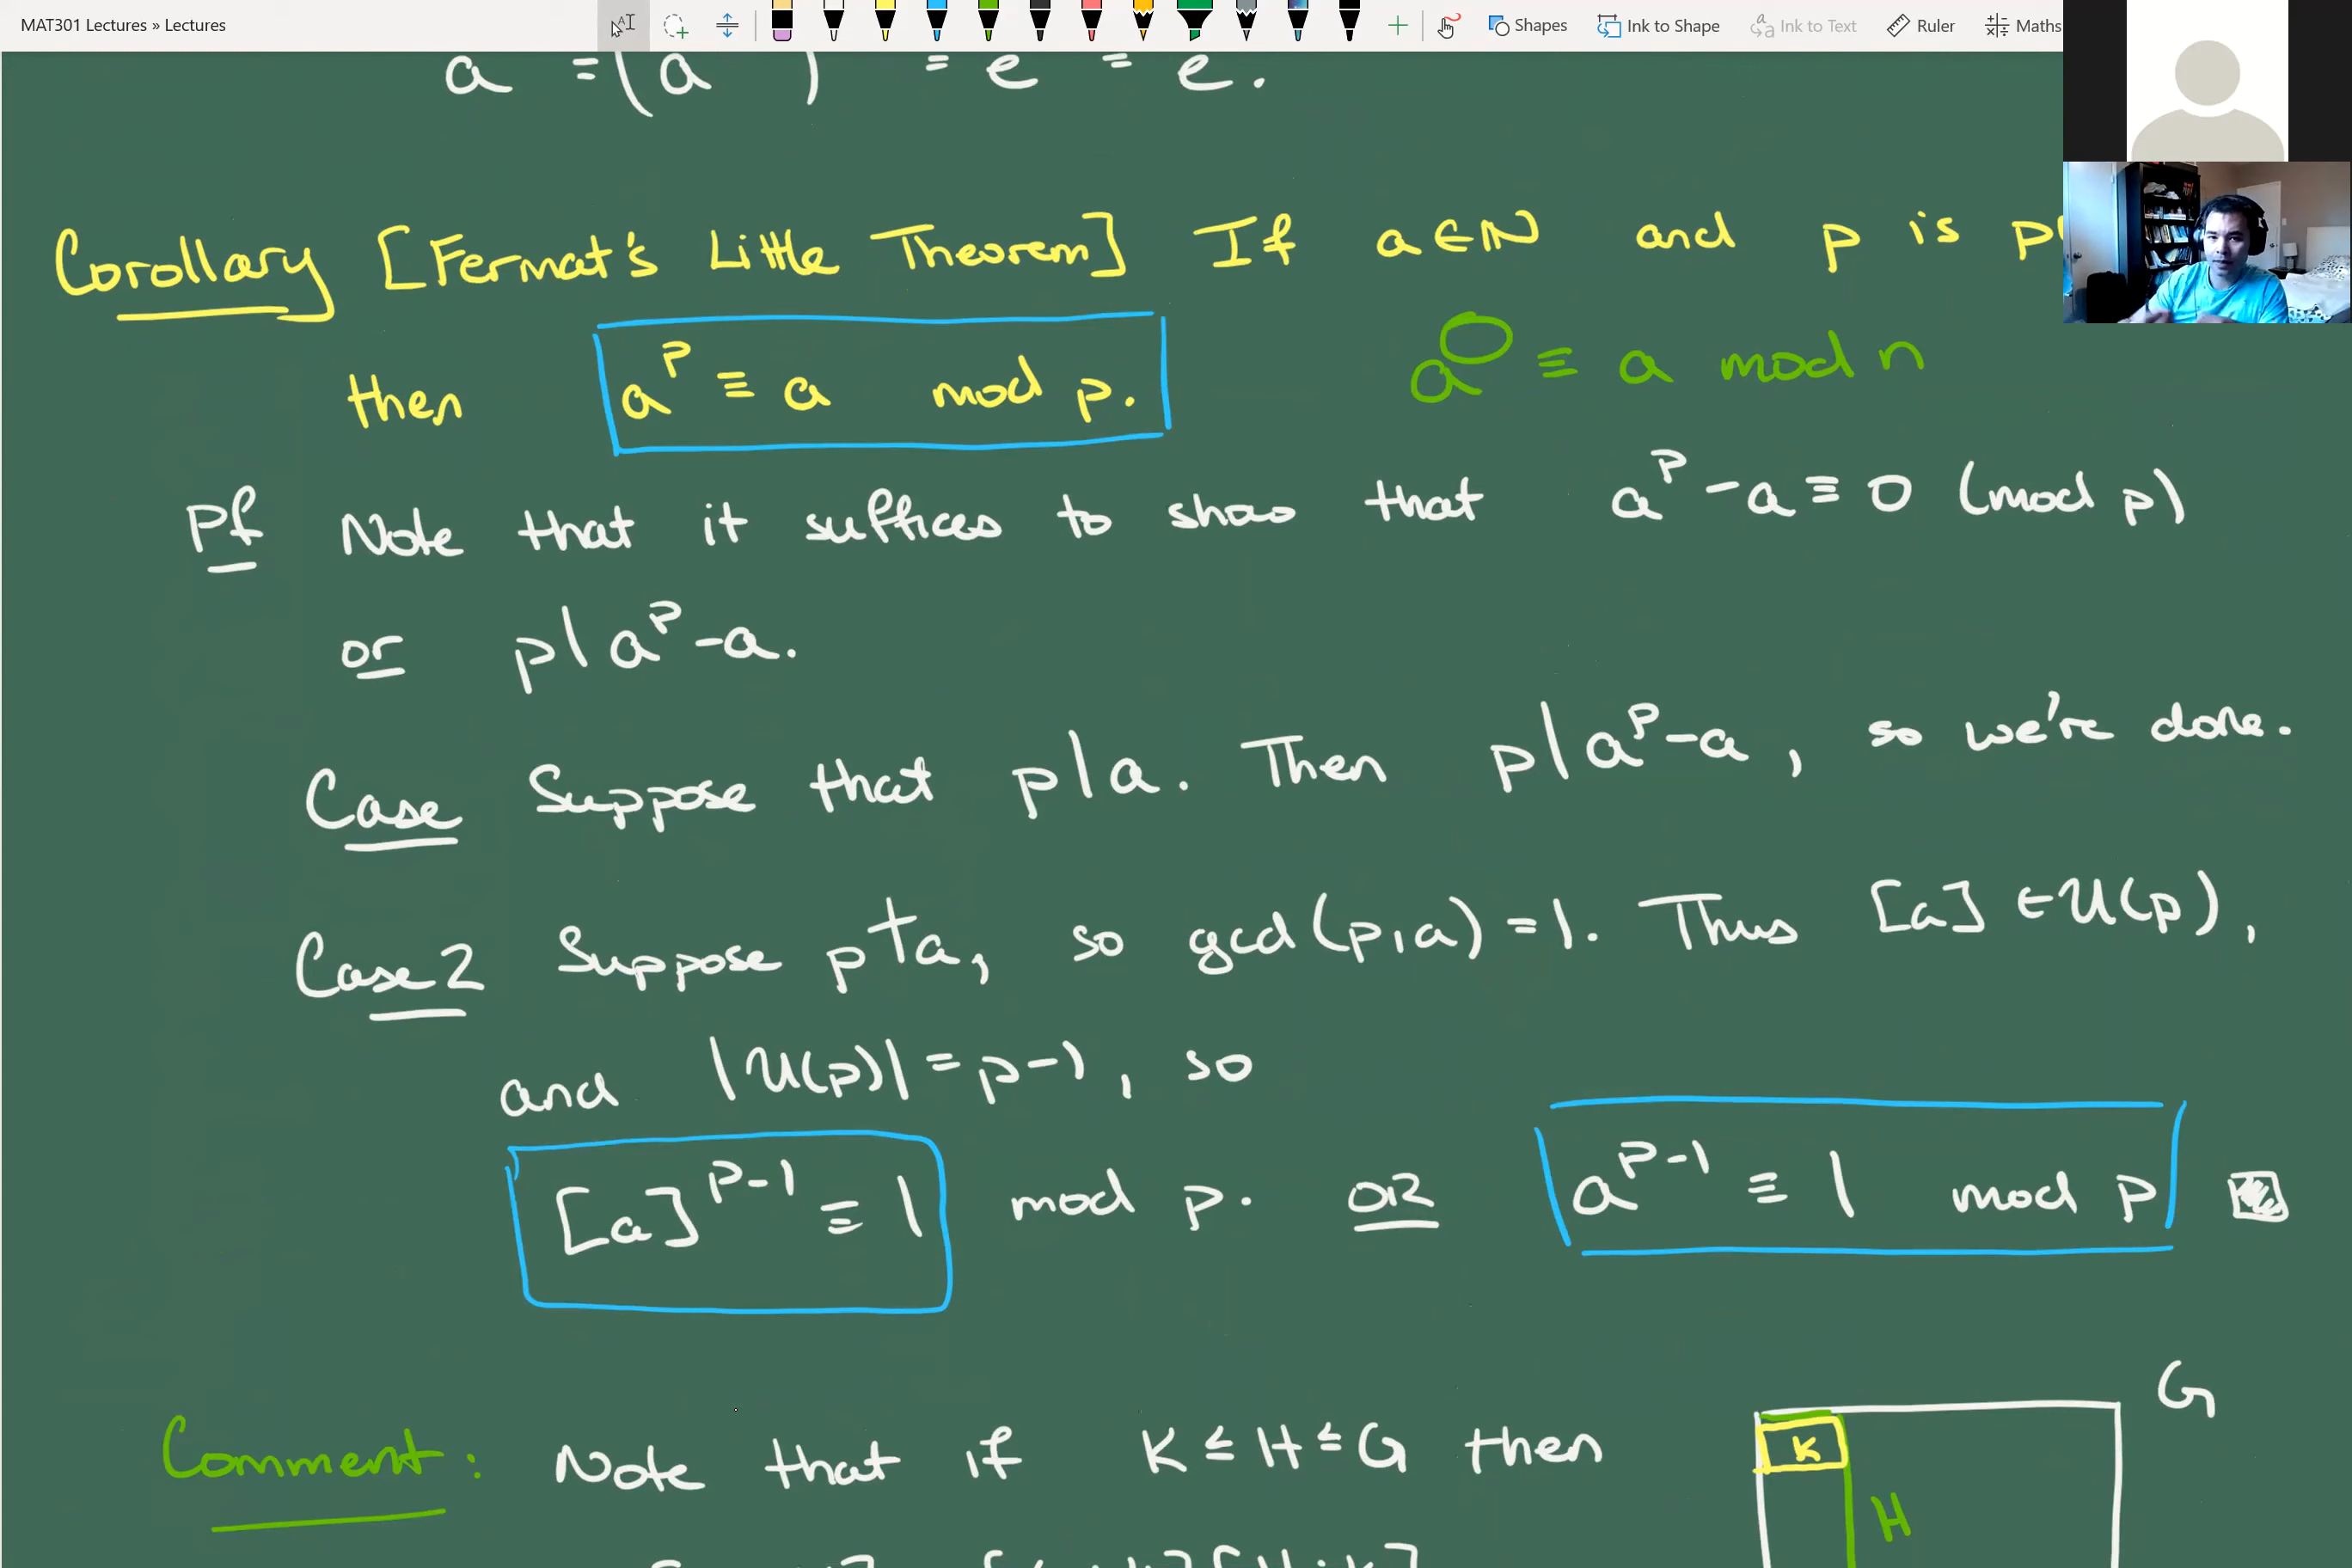 MAT301 Lectures » Lectures
Shapes Ink to Shape Ink to Text Ruler Maths
a = (a ) = e = e.
Corollary [Fermat's Little Theorem] If a∈ℕ and p is
then a^p ≡ a mod p. a^○ ≡ a mod n
Pf Note that it suffices to show that a^p - a ≡ 0 (mod p)
or p | a^p - a.
Case Suppose that p | a. Then p | a^p - a, so we're done.
Case 2 Suppose p ∤ a, so gcd(p,a) = 1. Thus [a] ∈ U(p),
and |U(p)| = p-1, so
[a]^{p-1} ≡ 1 mod p. OR a^{p-1} ≡ 1 mod p
G
Comment: Note that if K ≤ H ≤ G then
K
H